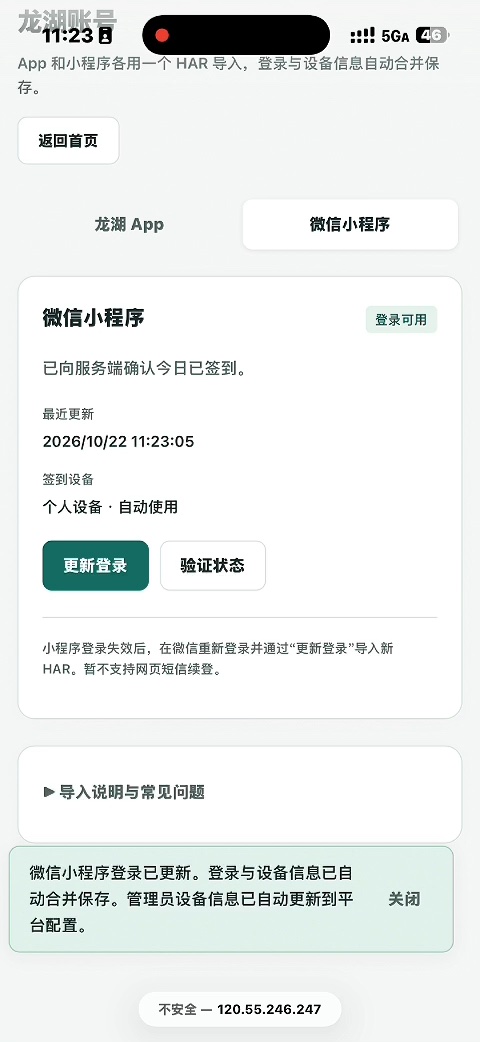 龙湖账号
11:23
5GA 46
App 和小程序各用一个 HAR 导入，登录与设备信息自动合并保
存。
返回首页
龙湖 App
微信小程序
微信小程序
登录可用
已向服务端确认今日已签到。
最近更新
2026/10/22 11:23:05
签到设备
个人设备 · 自动使用
更新登录
验证状态
小程序登录失效后，在微信重新登录并通过“更新登录”导入新
HAR。暂不支持网页短信续登。
▶ 导入说明与常见问题
微信小程序登录已更新。登录与设备信息已自
动合并保存。管理员设备信息已自动更新到平
台配置。
关闭
不安全 — 120.55.246.247